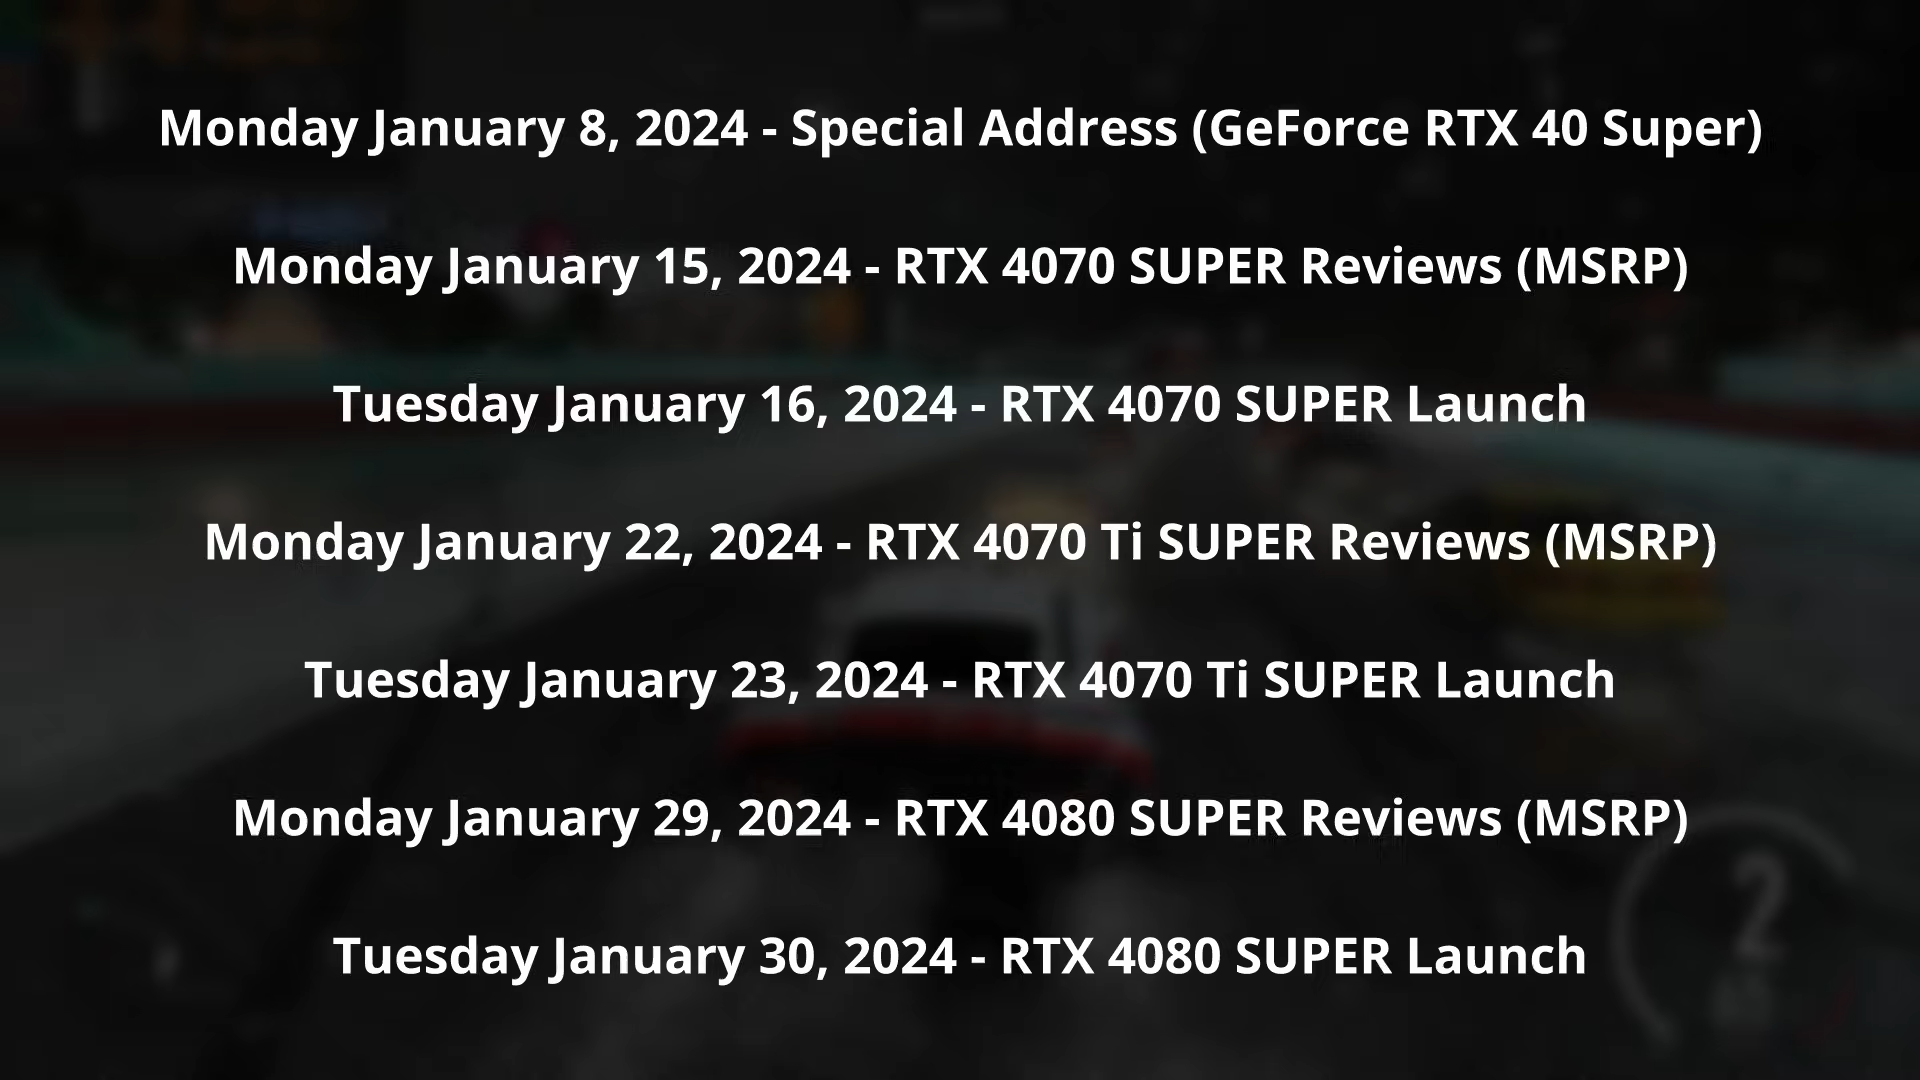 Monday January 8, 2024 - Special Address (GeForce RTX 40 Super)
Monday January 15, 2024 - RTX 4070 SUPER Reviews (MSRP)
Tuesday January 16, 2024 - RTX 4070 SUPER Launch
Monday January 22, 2024 - RTX 4070 Ti SUPER Reviews (MSRP)
Tuesday January 23, 2024 - RTX 4070 Ti SUPER Launch
Monday January 29, 2024 - RTX 4080 SUPER Reviews (MSRP)
Tuesday January 30, 2024 - RTX 4080 SUPER Launch
2